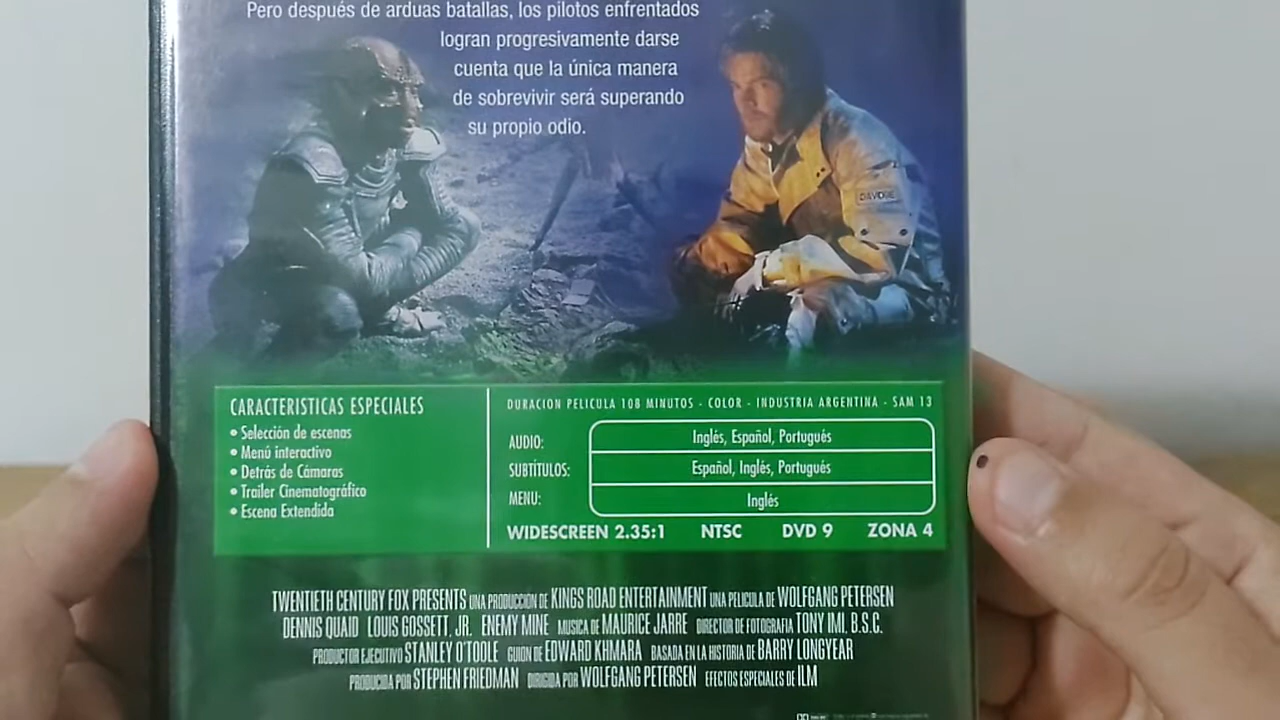 Pero después de arduas batallas, los pilotos enfrentados
logran progresivamente darse
cuenta que la única manera
de sobrevivir será superando
su propio odio.
DAVIDGE
CARACTERISTICAS ESPECIALES
• Selección de escenas
• Menú interactivo
• Detrás de Cámaras
• Trailer Cinematográfico
• Escena Extendida
DURACION PELICULA 108 MINUTOS - COLOR - INDUSTRIA ARGENTINA - SAM 13
AUDIO: Inglés, Español, Portugués
SUBTÍTULOS: Español, Inglés, Portugués
MENU: Inglés
WIDESCREEN 2.35:1 NTSC DVD 9 ZONA 4
TWENTIETH CENTURY FOX PRESENTS UNA PRODUCCIÓN DE KINGS ROAD ENTERTAINMENT UNA PELICULA DE WOLFGANG PETERSEN
DENNIS QUAID LOUIS GOSSETT, JR. ENEMY MINE MUSICA DE MAURICE JARRE DIRECTOR DE FOTOGRAFIA TONY IMI, B.S.C.
PRODUCTOR EJECUTIVO STANLEY O'TOOLE GUION DE EDWARD KHMARA BASADA EN LA HISTORIA DE BARRY LONGYEAR
PRODUCIDA POR STEPHEN FRIEDMAN DIRIGIDA POR WOLFGANG PETERSEN EFECTOS ESPECIALES DE ILM